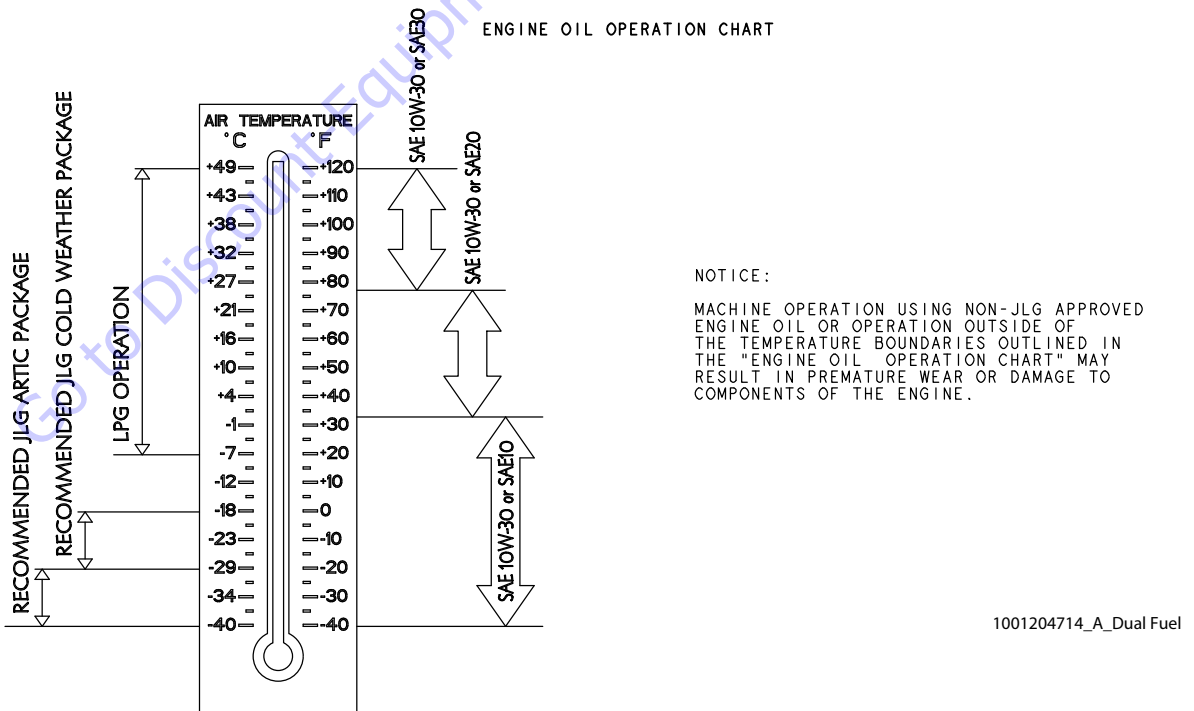 ENGINE OIL OPERATION CHART
AIR TEMPERATURE
°C °F
+49 +120
+43 +110
+38 +100
+32 +90
+27 +80
+21 +70
+16 +60
+10 +50
+4 +40
-1 +30
-7 +20
-12 +10
-18 0
-23 -10
-29 -20
-34 -30
-40 -40
RECOMMENDED JLG ARTIC PACKAGE
RECOMMENDED JLG COLD WEATHER PACKAGE
LPG OPERATION
SAE 10W-30 or SAE30
SAE 10W-30 or SAE20
SAE 10W-30 or SAE10
NOTICE:
MACHINE OPERATION USING NON-JLG APPROVED
ENGINE OIL OR OPERATION OUTSIDE OF
THE TEMPERATURE BOUNDARIES OUTLINED IN
THE "ENGINE OIL OPERATION CHART" MAY
RESULT IN PREMATURE WEAR OR DAMAGE TO
COMPONENTS OF THE ENGINE.
1001204714_A_Dual Fuel
Go to Discount-Equipm